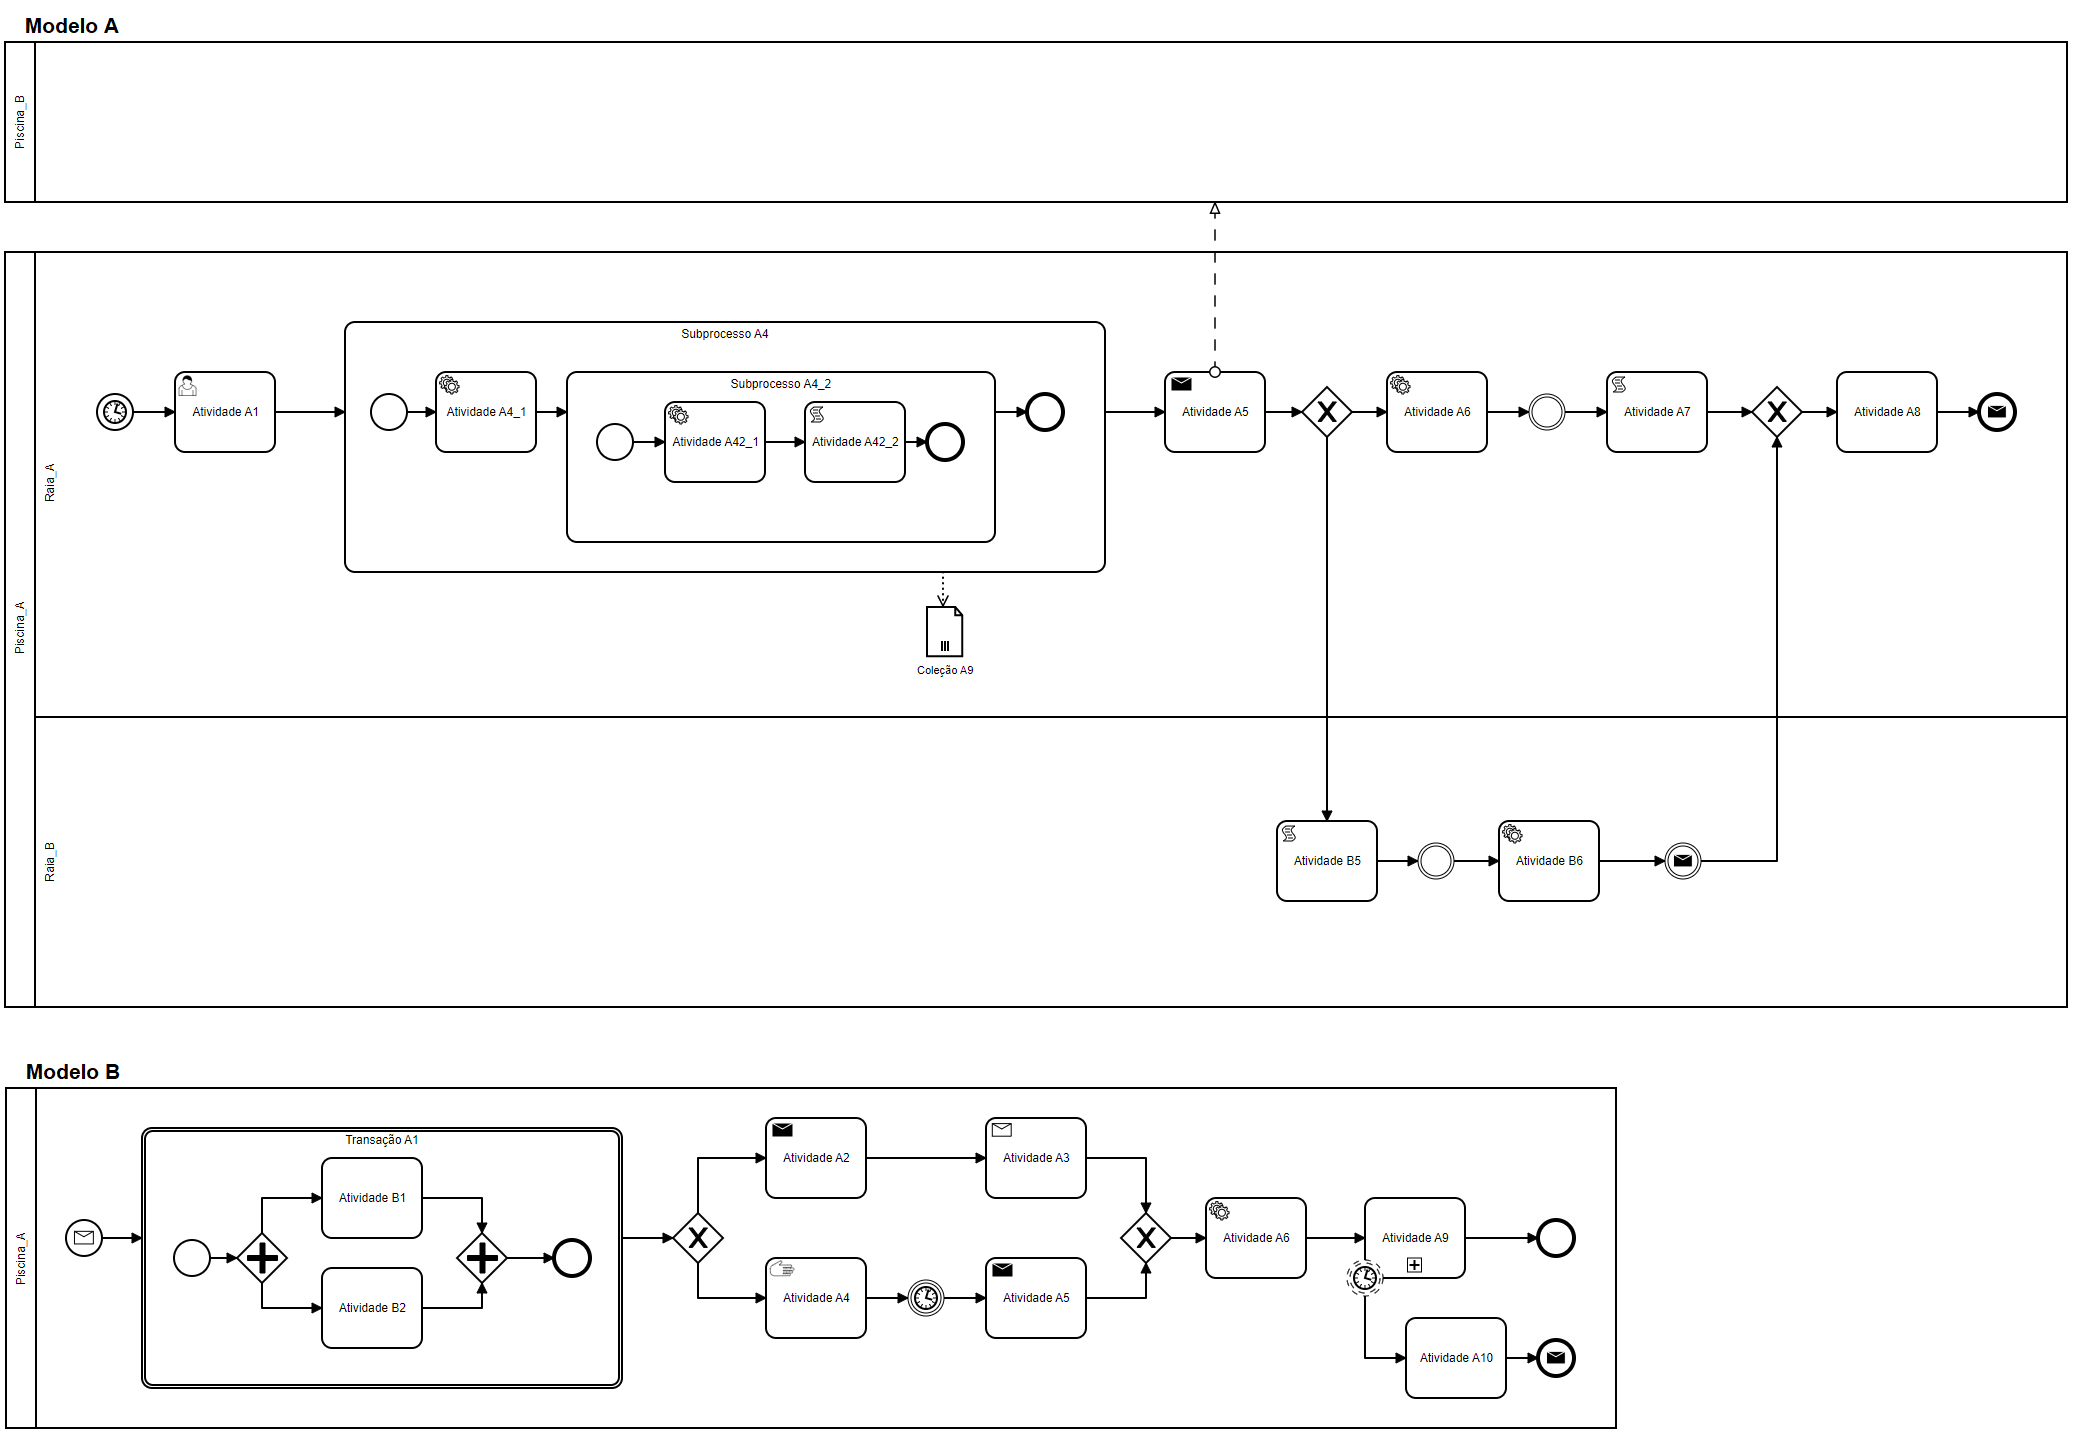 Modelo A
Piscina_B
Piscina_A
Raia_A
Subprocesso A4
Subprocesso A4_2
Atividade A1
Atividade A4_1
Atividade A42_1
Atividade A42_2
Atividade A5
Atividade A6
Atividade A7
Atividade A8
Coleção A9
Raia_B
Atividade B5
Atividade B6
Modelo B
Piscina_A
Transação A1
Atividade B1
Atividade B2
Atividade A2
Atividade A3
Atividade A4
Atividade A5
Atividade A6
Atividade A9
Atividade A10